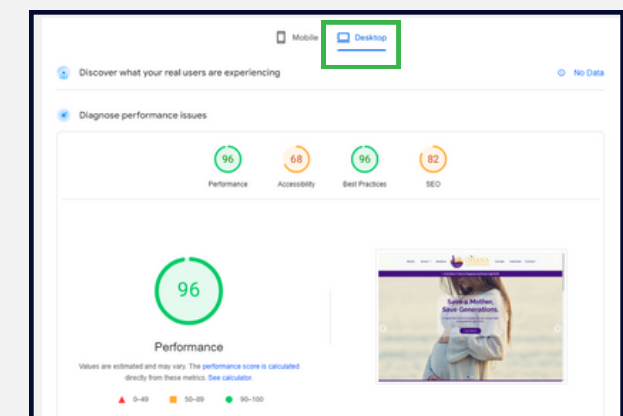 Mobile Desktop
Discover what your real users are experiencing No Data
Diagnose performance issues
96 68 96 82
Performance Accessibility Best Practices SEO
96
Performance
Values are estimated and may vary. The performance score is calculated
directly from these metrics. See calculator.
0–49 50–89 90–100
Save a Mother,
Save Generations.